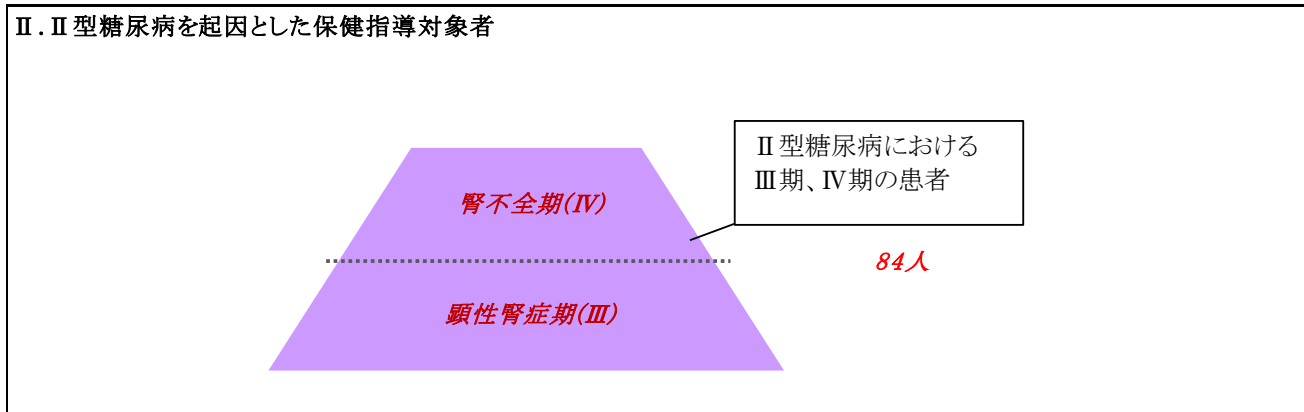 Ⅱ.Ⅱ型糖尿病を起因とした保健指導対象者
Ⅱ型糖尿病における
Ⅲ期、Ⅳ期の患者
腎不全期(Ⅳ)
84人
顕性腎症期(Ⅲ)